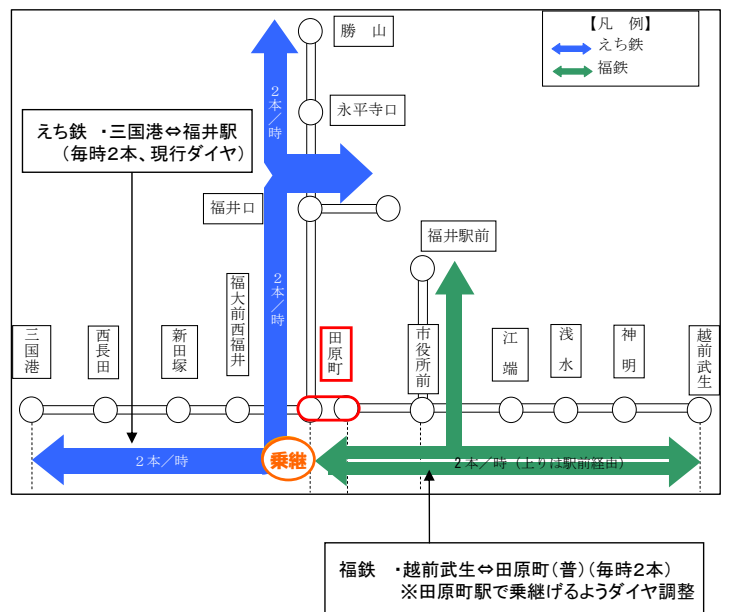 【凡　例】
えち鉄
福鉄
勝　山
2本／時
永平寺口
えち鉄　・三国港⇔福井駅
（毎時2本、現行ダイヤ）
福井口
福井駅前
2本／時
三国港
西長田
新田塚
福大前西福井
田原町
市役所前
江　端
浅　水
神　明
越前武生
2本／時
乗継
2本／時（上りは駅前経由）
福鉄　・越前武生⇔田原町（普）（毎時2本）
※田原町駅で乗継げるようダイヤ調整